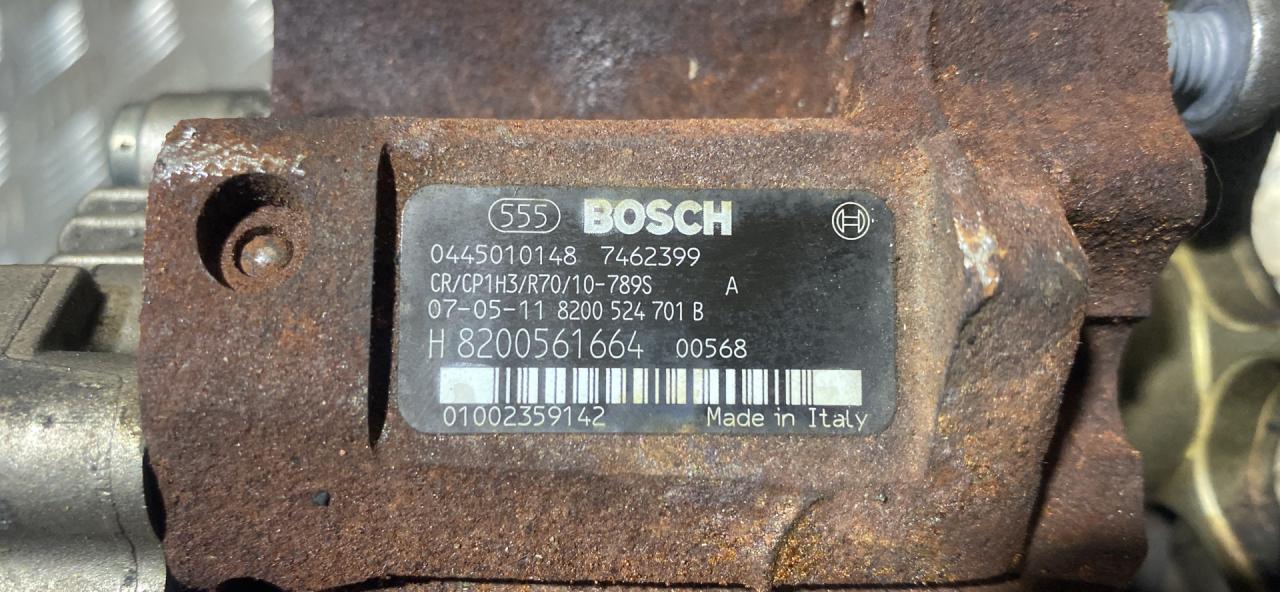 555 BOSCH H
0445010148 7462399
CR/CP1H3/R70/10-789S A
07-05-11 8200 524 701 B
H 8200561664 00568
01002359142 Made in Italy